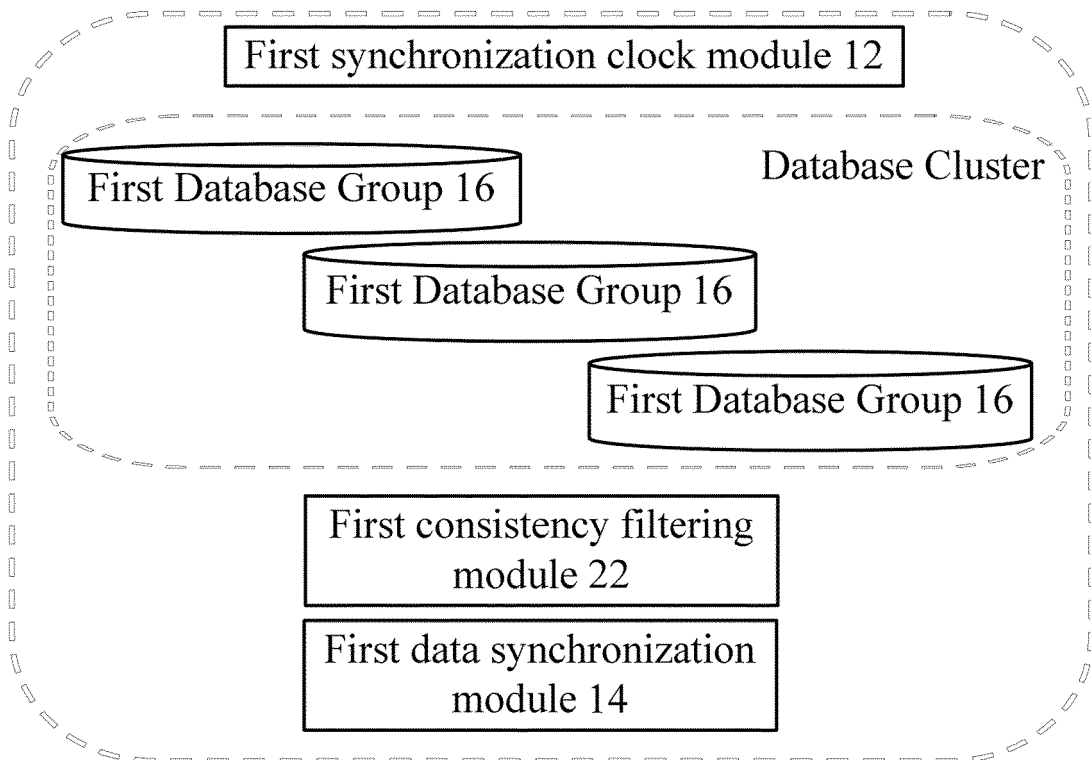 First synchronization clock module 12
Database Cluster
First Database Group 16
First Database Group 16
First Database Group 16
First consistency filtering
module 22
First data synchronization
module 14